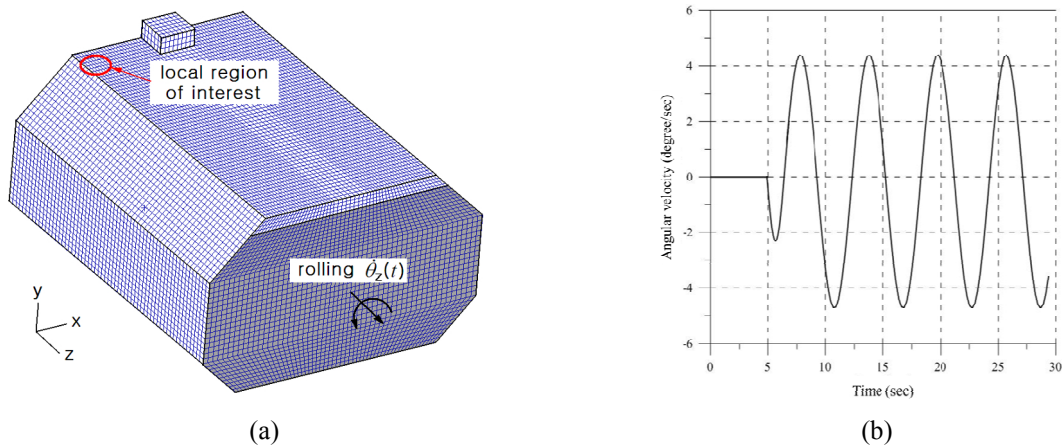 local region
of interest
rolling θ̇z(t)
y
x
z
(a)
Angular velocity (degree/sec)
6
4
2
0
-2
-4
-6
0 5 10 15 20 25 30
Time (sec)
(b)